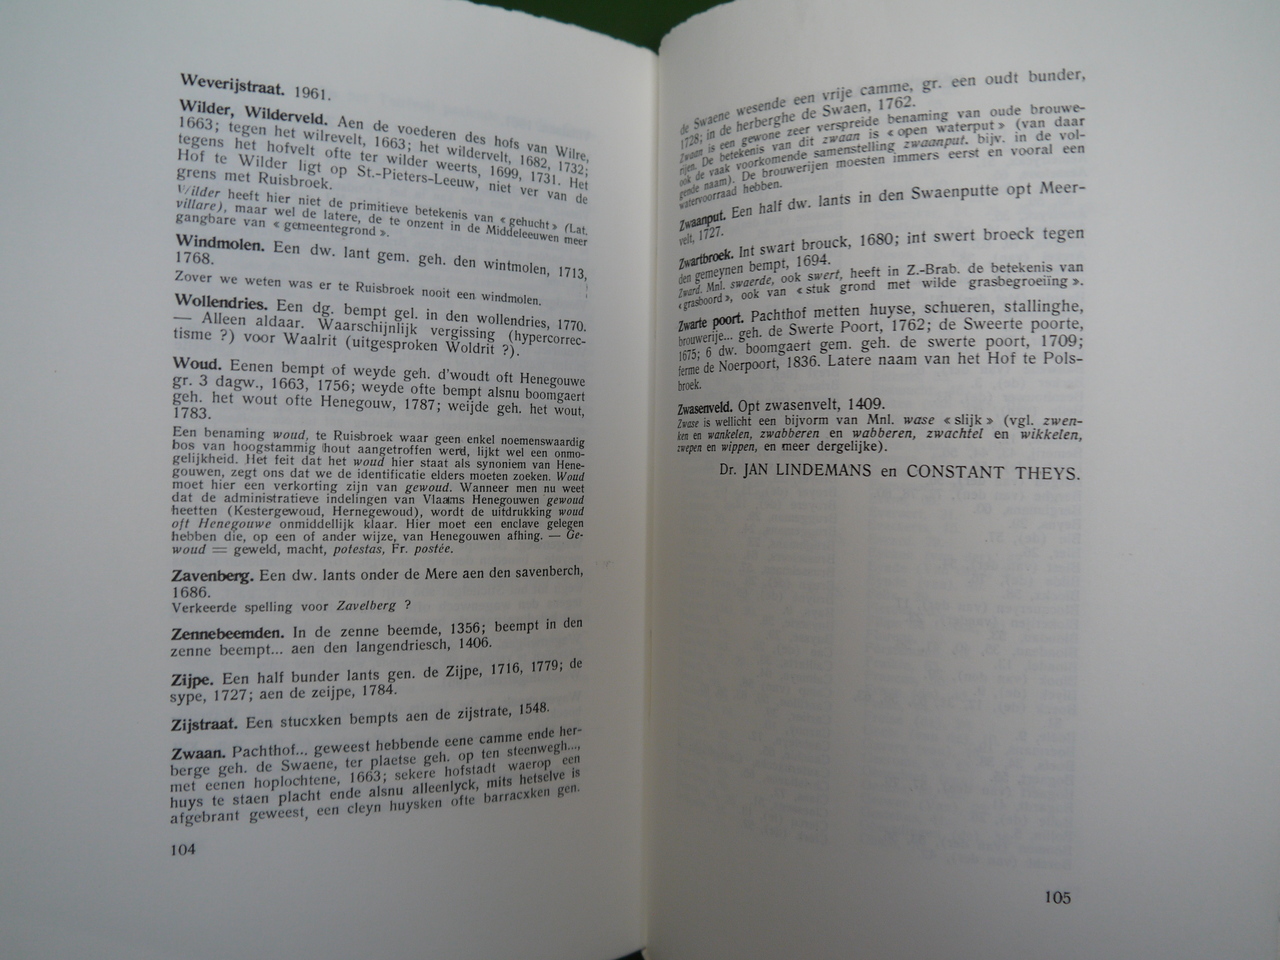 Weverijstraat. 1961.
Wilder, Wilderveld. Aen de voederen des hofs van Wilre,
1663; tegen het wilrevelt, 1663; het wildervelt, 1682, 1732;
tegens het hofvelt ofte ter wilder weerts, 1699, 1731. Het
Hof te Wilder ligt op St.-Pieters-Leeuw, niet ver van de
grens met Ruisbroek.
Wilder heeft hier niet de primitieve betekenis van « gehucht » (Lat.
villare), maar wel de latere, de te onzent in de Middeleeuwen meer
gangbare van « gemeentegrond ».
Windmolen. Een dw. lant gem. geh. den wintmolen, 1713,
1768.
Zover we weten was er te Ruisbroek nooit een windmolen.
Wollendries. Een dg. bempt gel. in den wollendries, 1770.
— Alleen aldaar. Waarschijnlijk vergissing (hypercorrec-
tisme ?) voor Waalrit (uitgesproken Woldrit ?).
Woud. Eenen bempt of weyde geh. d'woudt oft Henegouwe
gr. 3 dagw., 1663, 1756; weyde ofte bempt alsnu boomgaert
geh. het wout ofte Henegouw, 1787; weijde geh. het wout,
1783.
Een benaming woud, te Ruisbroek waar geen enkel noemenswaardig
bos van hoogstammig hout aangetroffen werd, lijkt wel een onmo-
gelijkheid. Het feit dat het woud hier staat als synoniem van Hene-
gouwen, zegt ons dat we de identificatie elders moeten zoeken. Woud
moet hier een verkorting zijn van gewoud. Wanneer men nu weet
dat de administratieve indelingen van Vlaams Henegouwen gewoud
heetten (Kestergewoud, Hernegewoud), wordt de uitdrukking woud
oft Henegouwe onmiddellijk klaar. Hier moet een enclave gelegen
hebben die, op een of ander wijze, van Henegouwen afhing. — Ge-
woud = geweld, macht, potestas, Fr. postée.
Zavenberg. Een dw. lants onder de Mere aen den savenberch,
1686.
Verkeerde spelling voor Zavelberg ?
Zennebeemden. In de zenne beemde, 1356; beempt in den
zenne beempt... aen den langendriesch, 1406.
Zijpe. Een half bunder lants gen. de Zijpe, 1716, 1779; de
sype, 1727; aen de zeijpe, 1784.
Zijstraat. Een stucxken bempts aen de zijstrate, 1548.
Zwaan. Pachthof... geweest hebbende eene camme ende her-
berge geh. de Swaene, ter plaetse geh. op ten steenwegh...,
met eenen hoplochtene, 1663; sekere hofstadt waerop een
huys te staen placht ende alsnu alleenlyck, mits hetselve is
afgebrant geweest, een cleyn huysken ofte barracxken gen.
104
de Swaene wesende een vrije camme, gr. een oudt bunder,
1728; in de herberghe de Swaen, 1762.
Zwaan is een gewone zeer verspreide benaming van oude brouwe-
rijen. De betekenis van dit zwaan is « open waterput » (van daar
ook de vaak voorkomende samenstelling zwaanput. bijv. in de vol-
gende naam). De brouwerijen moesten immers eerst en vooral een
watervoorraad hebben.
Zwaanput. Een half dw. lants in den Swaenputte opt Meer-
velt, 1727.
Zwartbroek. Int swart brouck, 1680; int swert broeck tegen
den gemeynen bempt, 1694.
Zward. Mnl. swaerde, ook swert, heeft in Z.-Brab. de betekenis van
« grasboord », ook van « stuk grond met wilde grasbegroeiing ».
Zwarte poort. Pachthof metten huyse, schueren, stallinghe,
brouwerije... geh. de Swerte Poort, 1762; de Sweerte poorte,
1675; 6 dw. boomgaert gem. geh. de swerte poort, 1709;
ferme de Noerpoort, 1836. Latere naam van het Hof te Pols-
broek.
Zwasenveld. Opt zwasenvelt, 1409.
Zwase is wellicht een bijvorm van Mnl. wase « slijk » (vgl. zwen-
ken en wankelen, zwabberen en wabberen, zwachtel en wikkelen,
zwepen en wippen, en meer dergelijke).
Dr. JAN LINDEMANS en CONSTANT THEYS.
105